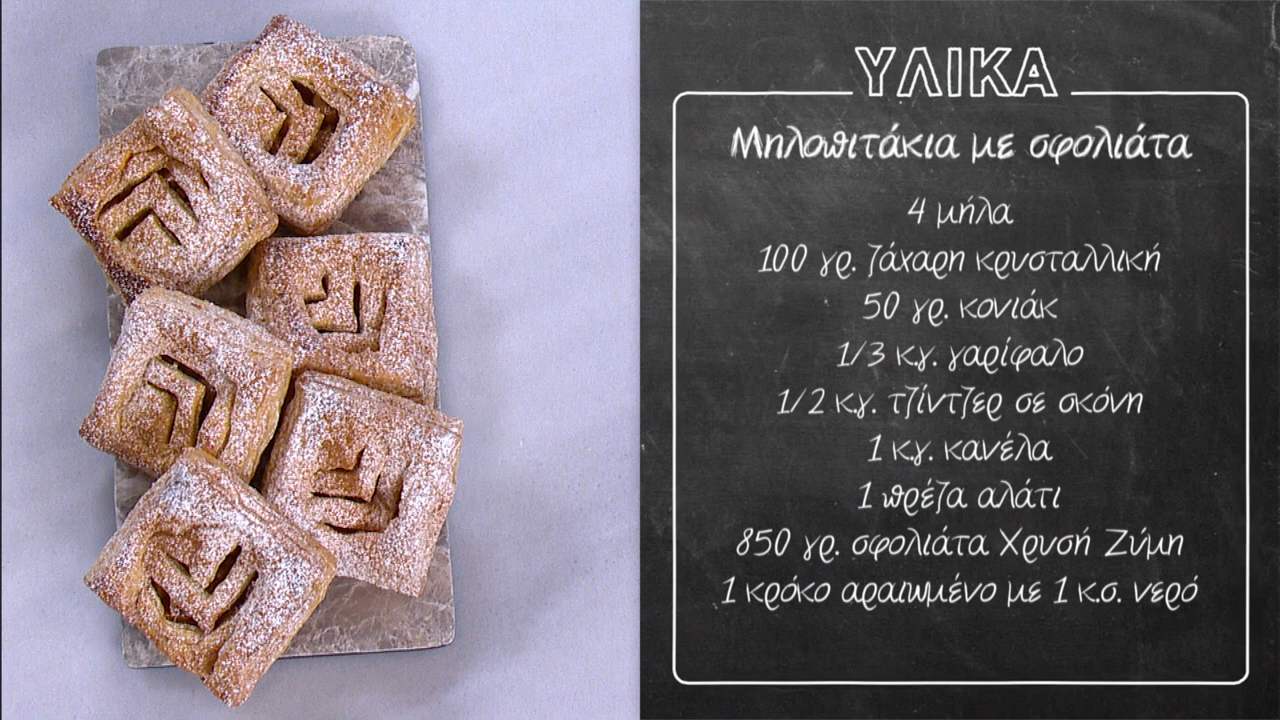 ΥΛΙΚΑ
Μηλοπιτάκια με σφολιάτα
4 μήλα
100 γρ. ζάχαρη κρυσταλλική
50 γρ. κονιάκ
1/3 κ.γ. γαρίφαλο
1/2 κ.γ. τζίντζερ σε σκόνη
1 κ.γ. κανέλα
1 πρέζα αλάτι
850 γρ. σφολιάτα Χρυσή Ζύμη
1 κρόκο αραιωμένο με 1 κ.σ. νερό